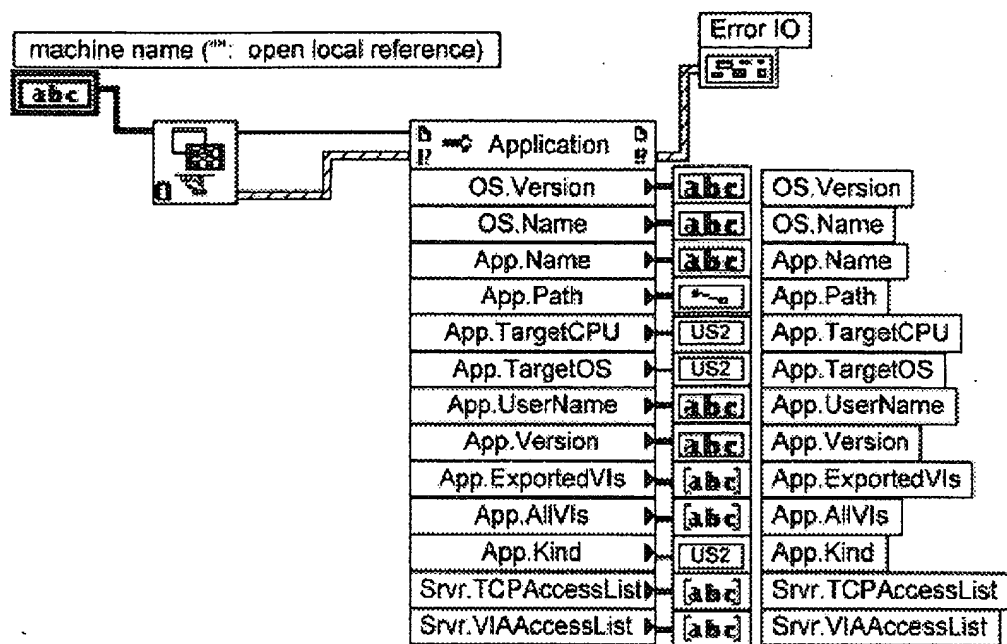 Error IO
machine name ("": open local reference)
abc
Application
OS.Version abc OS.Version
OS.Name abc OS.Name
App.Name abc App.Name
App.Path App.Path
App.TargetCPU US2 App.TargetCPU
App.TargetOS US2 App.TargetOS
App.UserName abc App.UserName
App.Version abc App.Version
App.ExportedVIs [abc] App.ExportedVIs
App.AllVIs [abc] App.AllVIs
App.Kind US2 App.Kind
Srvr.TCPAccessList [abc] Srvr.TCPAccessList
Srvr.VIAAccessList [abc] Srvr.VIAAccessList